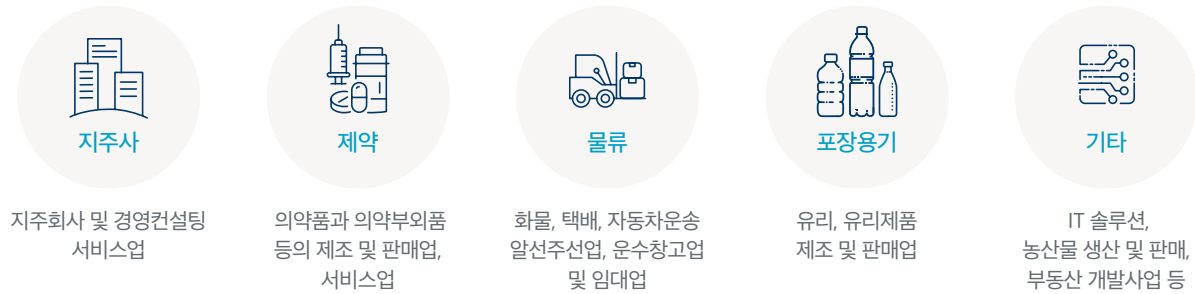 지주사
제약
물류
포장용기
기타
지주회사 및 경영컨설팅
서비스업
의약품과 의약부외품
등의 제조 및 판매업,
서비스업
화물, 택배, 자동차운송
알선주선업, 운수창고업
및 임대업
유리, 유리제품
제조 및 판매업
IT 솔루션,
농산물 생산 및 판매,
부동산 개발사업 등